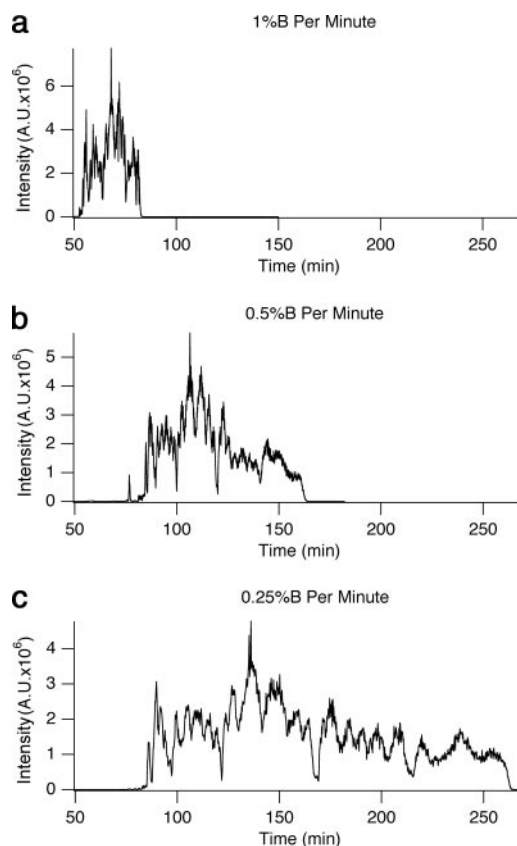 a
1%B Per Minute
Intensity (A.U.x10⁶)
6
4
2
0
50 100 150 200 250
Time (min)
b
0.5%B Per Minute
Intensity (A.U.x10⁶)
5
4
3
2
1
0
50 100 150 200 250
Time (min)
c
0.25%B Per Minute
Intensity (A.U.x10⁶)
4
3
2
1
0
50 100 150 200 250
Time (min)